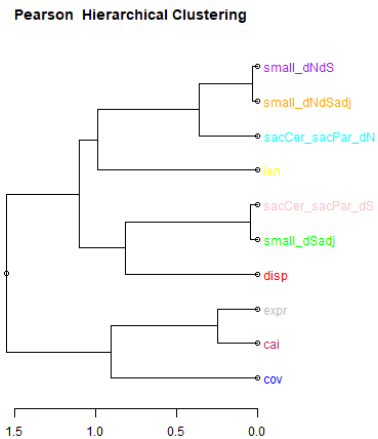 Pearson  Hierarchical Clustering
small_dNdS
small_dNdSadj
sacCer_sacPar_dN
len
sacCer_sacPar_dS
small_dSadj
disp
expr
cai
cov
1.5 1.0 0.5 0.0